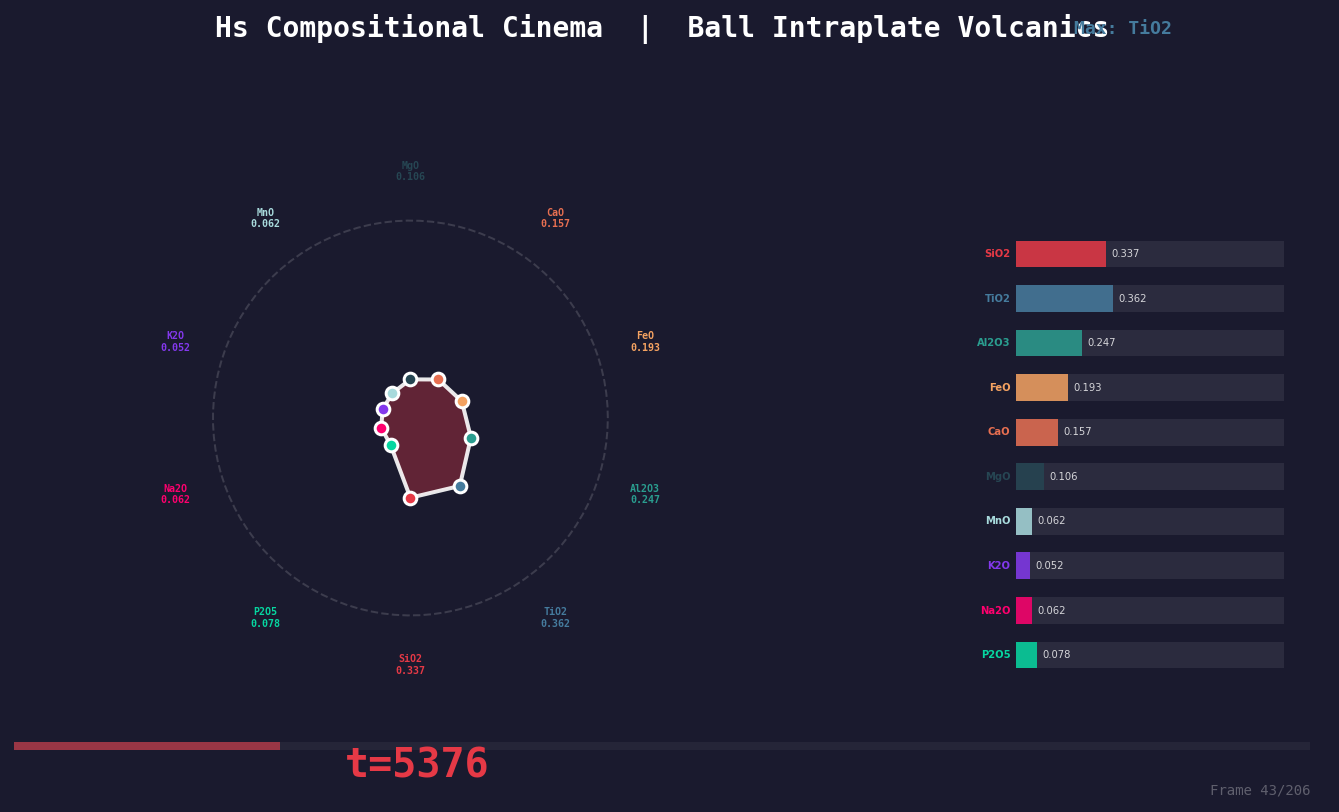 Hs Compositional Cinema | Ball Intraplate Volcanics
Max: TiO2
MgO
0.106
MnO
0.062
CaO
0.157
K2O
0.052
FeO
0.193
Na2O
0.062
Al2O3
0.247
P2O5
0.078
TiO2
0.362
SiO2
0.337
SiO2 0.337
TiO2 0.362
Al2O3 0.247
FeO 0.193
CaO 0.157
MgO 0.106
MnO 0.062
K2O 0.052
Na2O 0.062
P2O5 0.078
t=5376
Frame 43/206